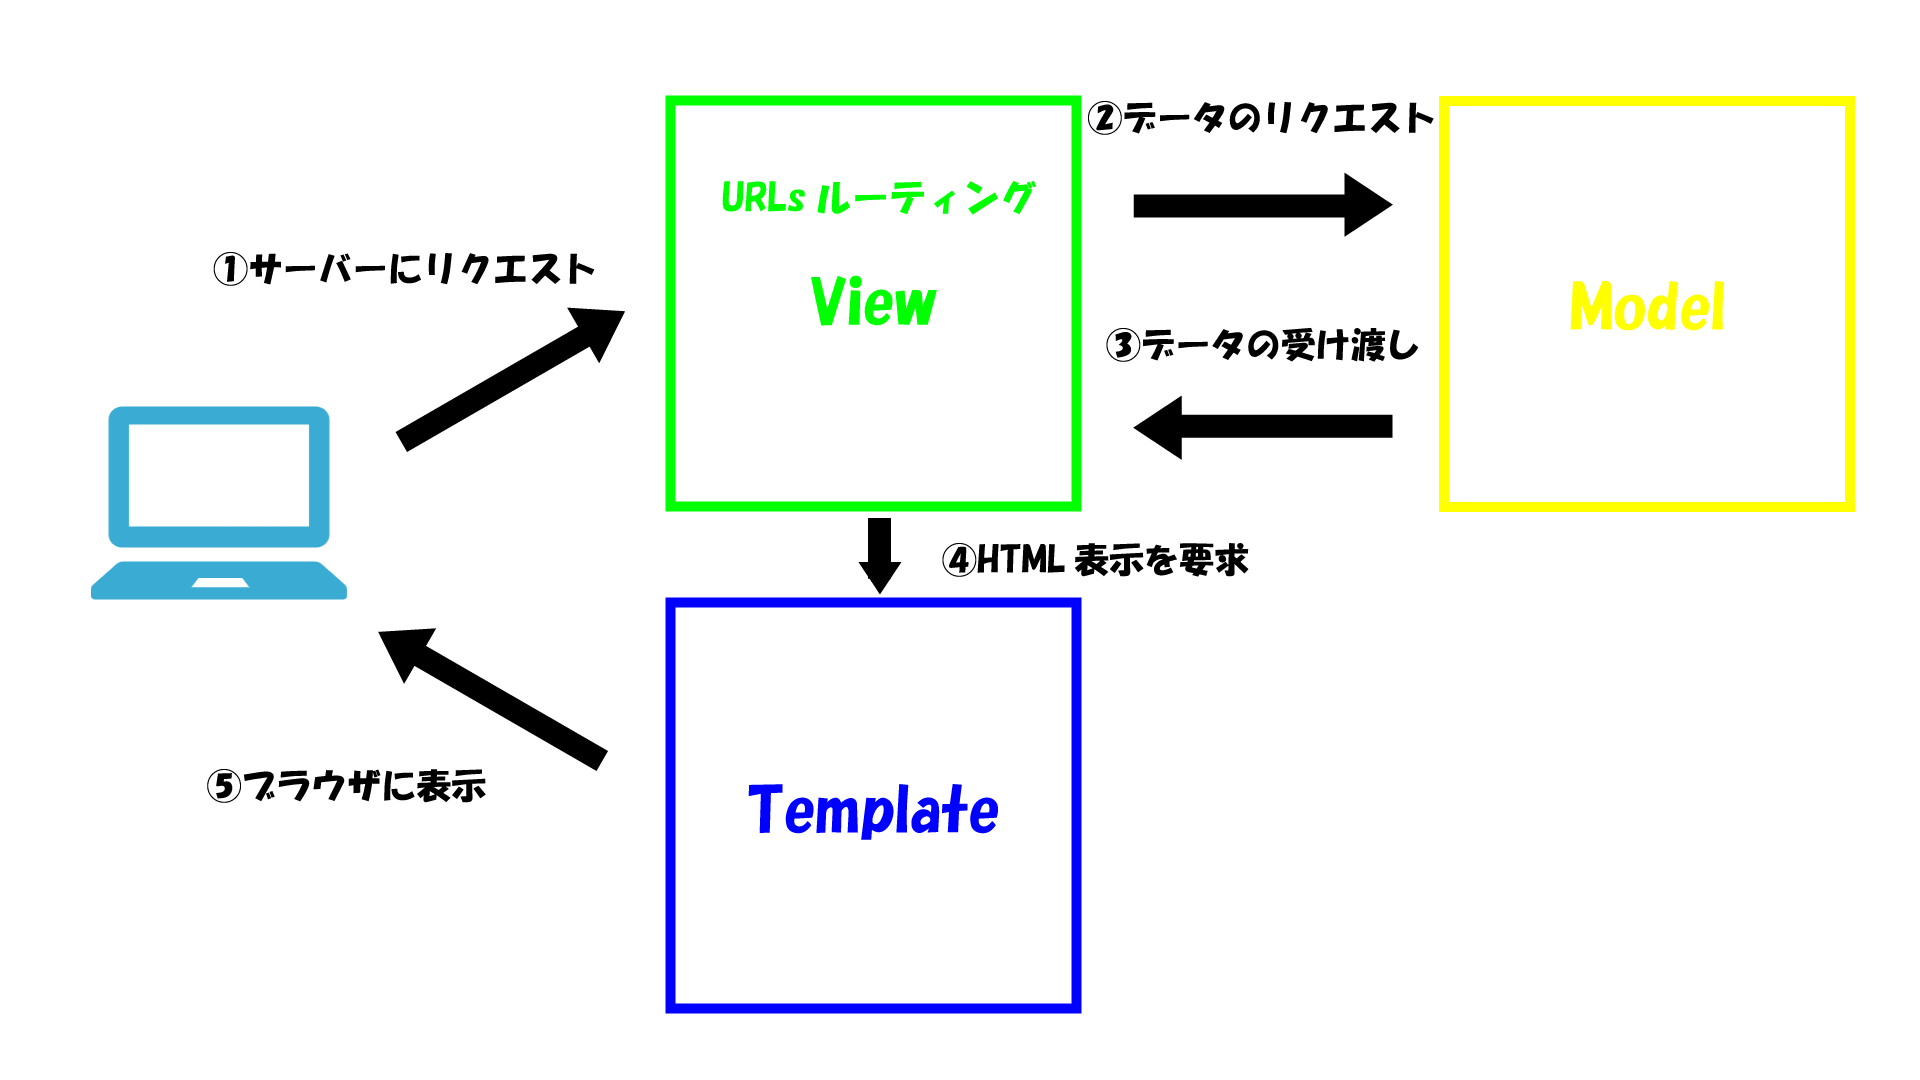 ①サーバーにリクエスト
URLs ルーティング
View
②データのリクエスト
③データの受け渡し
Model
④HTML 表示を要求
Template
⑤ブラウザに表示